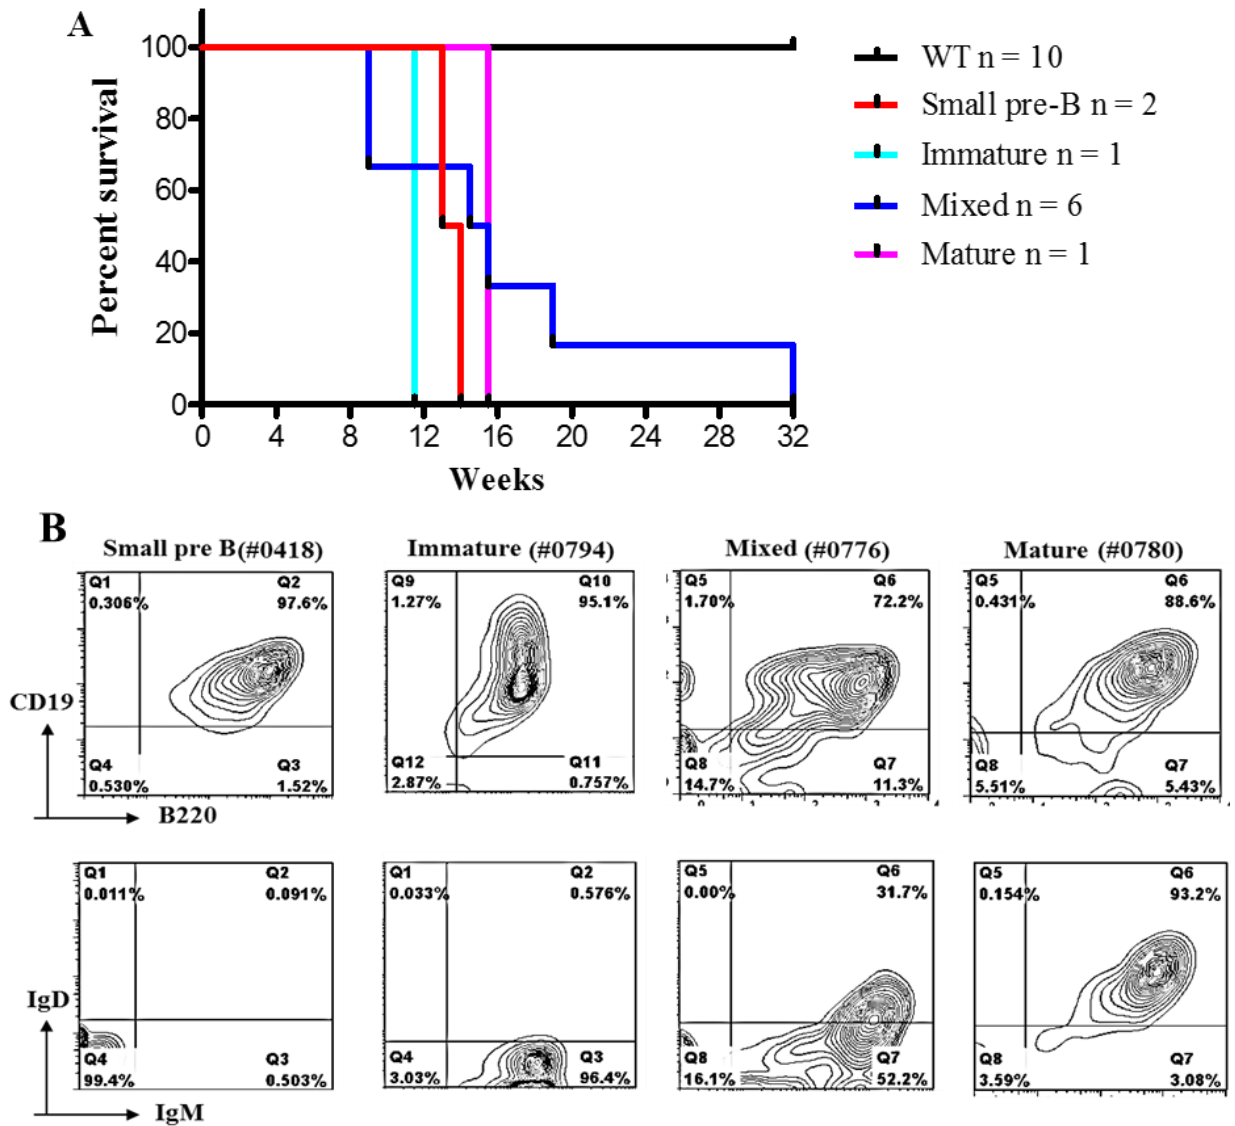 A
Percent survival
100
80
60
40
20
0
0 4 8 12 16 20 24 28 32
Weeks
WT n = 10
Small pre-B n = 2
Immature n = 1
Mixed n = 6
Mature n = 1
B
Small pre B(#0418) Immature (#0794) Mixed (#0776) Mature (#0780)
Q1 Q2 Q9 Q10 Q5 Q6 Q5 Q6
0.306% 97.6% 1.27% 95.1% 1.70% 72.2% 0.431% 88.6%
CD19
Q4 Q3 Q12 Q11 Q8 Q7 Q8 Q7
0.530% 1.52% 2.87% 0.757% 14.7% 11.3% 5.51% 5.43%
B220
Q1 Q2 Q1 Q2 Q5 Q6 Q5 Q6
0.011% 0.091% 0.033% 0.576% 0.00% 31.7% 0.154% 93.2%
IgD
Q4 Q3 Q4 Q3 Q8 Q7 Q8 Q7
99.4% 0.503% 3.03% 96.4% 16.1% 52.2% 3.59% 3.08%
IgM